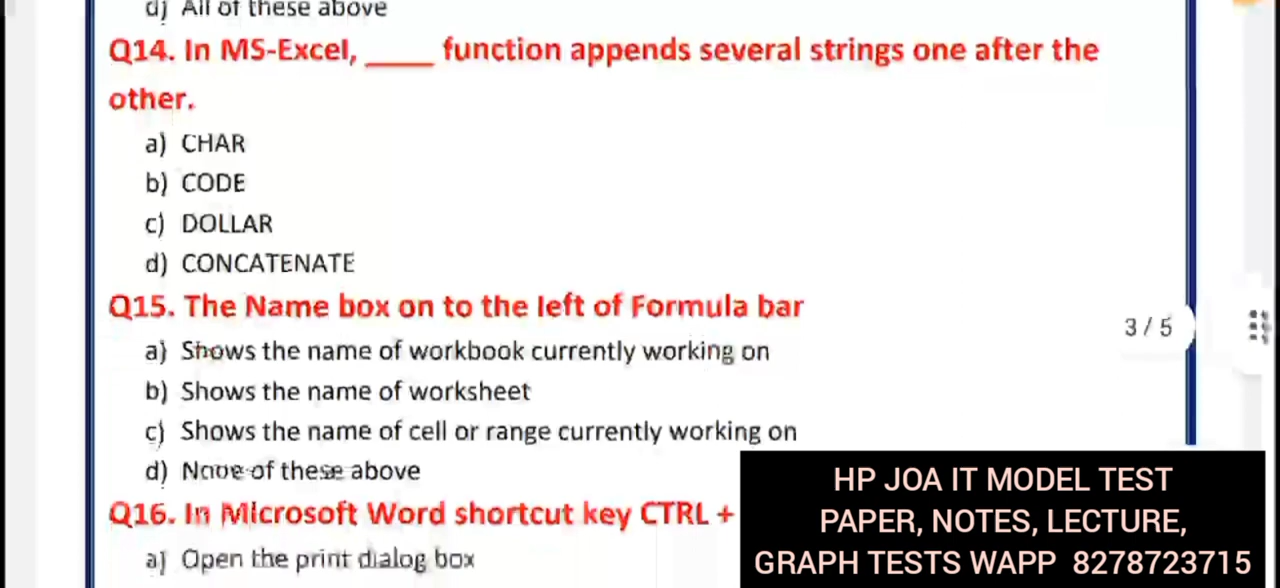 d) All of these above
Q14. In MS-Excel, ____ function appends several strings one after the
other.
a) CHAR
b) CODE
c) DOLLAR
d) CONCATENATE
Q15. The Name box on to the left of Formula bar
a) Shows the name of workbook currently working on
b) Shows the name of worksheet
c) Shows the name of cell or range currently working on
3 / 5
d) None of these above
Q16. In Microsoft Word shortcut key CTRL +
a) Open the print dialog box
HP JOA IT MODEL TEST
PAPER, NOTES, LECTURE,
GRAPH TESTS WAPP 8278723715